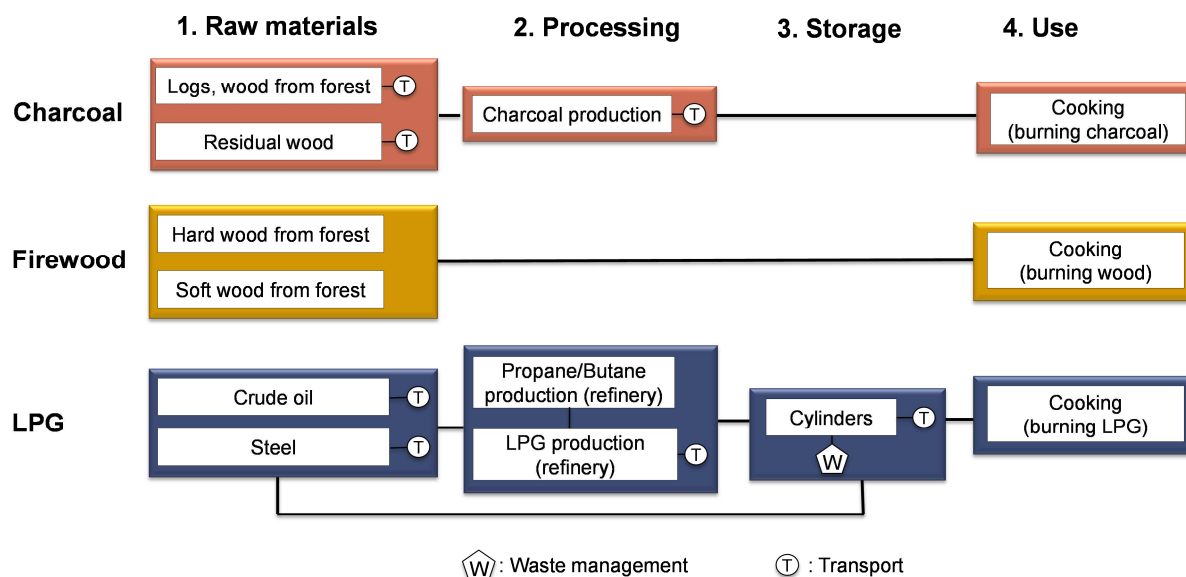 1. Raw materials
2. Processing
3. Storage
4. Use
Charcoal
Logs, wood from forest
T
Residual wood
T
Charcoal production
T
Cooking
(burning charcoal)
Firewood
Hard wood from forest
Soft wood from forest
Cooking
(burning wood)
LPG
Crude oil
T
Steel
T
Propane/Butane
production (refinery)
LPG production
(refinery)
T
Cylinders
T
W
Cooking
(burning LPG)
W : Waste management
T : Transport